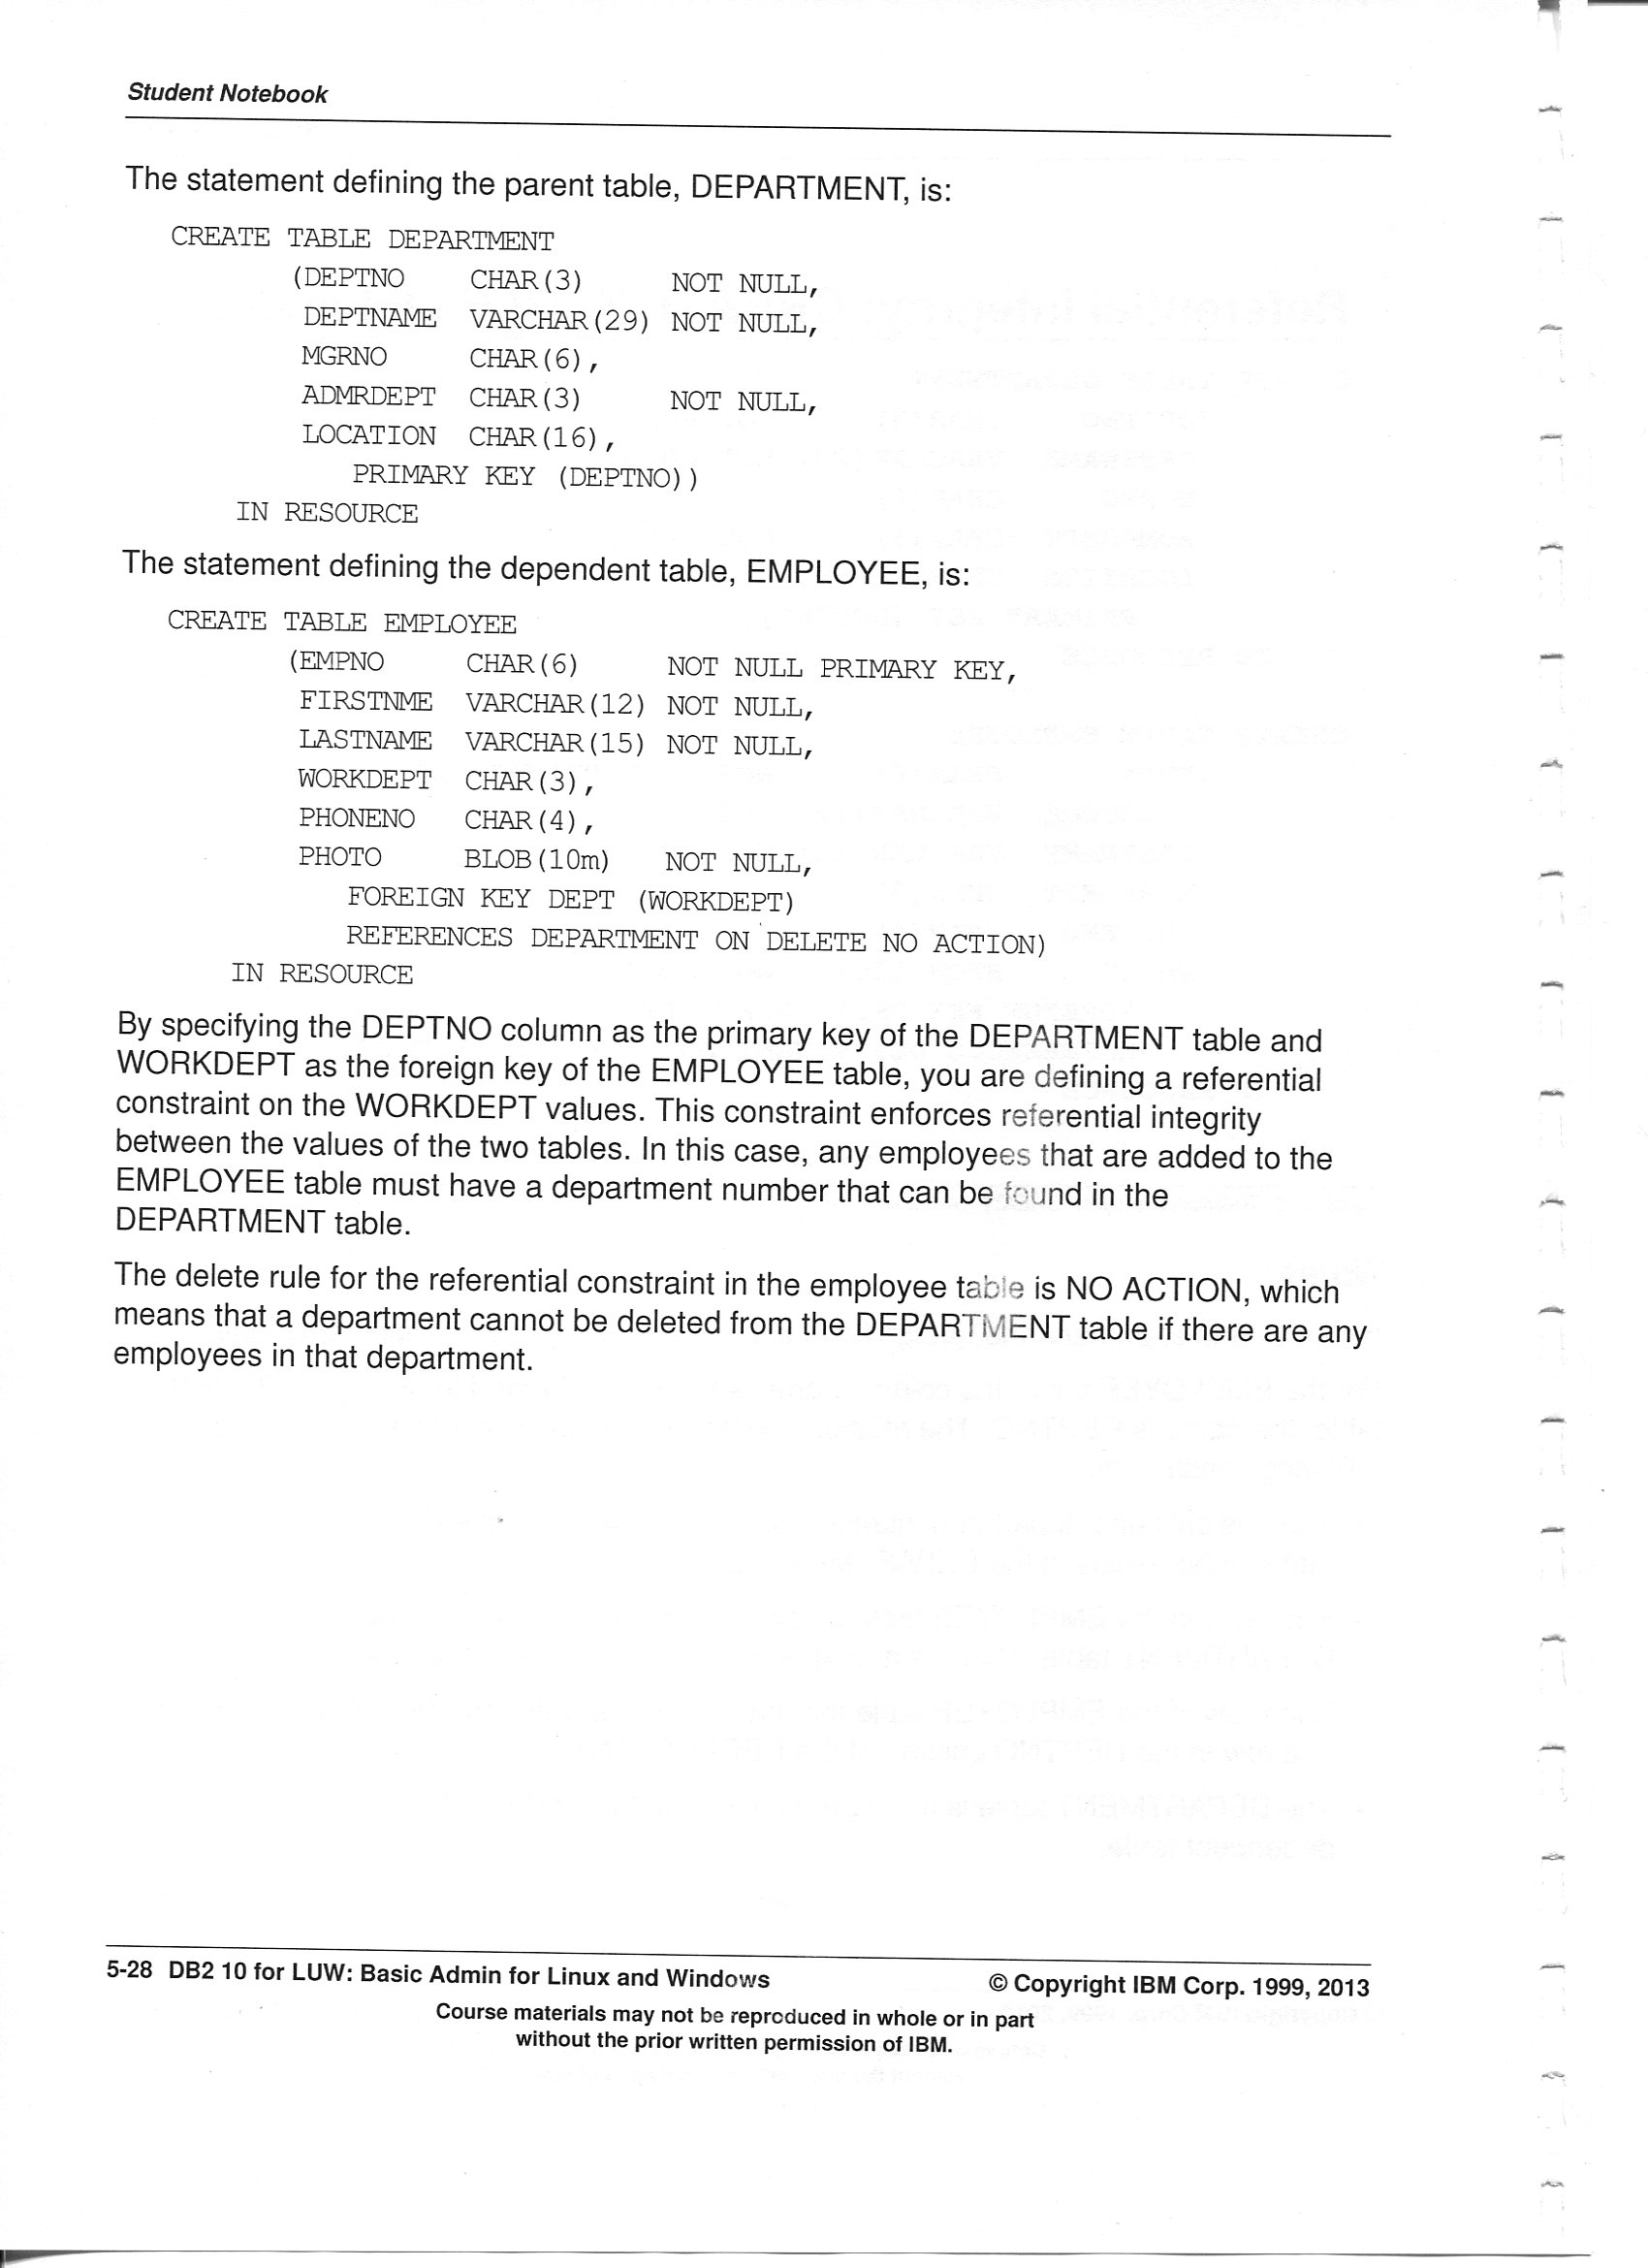 Student Notebook
The statement defining the parent table, DEPARTMENT, is:
CREATE TABLE DEPARTMENT
(DEPTNO CHAR(3) NOT NULL,
DEPTNAME VARCHAR(29) NOT NULL,
MGRNO CHAR(6),
ADMRDEPT CHAR(3) NOT NULL,
LOCATION CHAR(16),
PRIMARY KEY (DEPTNO))
IN RESOURCE
The statement defining the dependent table, EMPLOYEE, is:
CREATE TABLE EMPLOYEE
(EMPNO CHAR(6) NOT NULL PRIMARY KEY,
FIRSTNME VARCHAR(12) NOT NULL,
LASTNAME VARCHAR(15) NOT NULL,
WORKDEPT CHAR(3),
PHONENO CHAR(4),
PHOTO BLOB(10m) NOT NULL,
FOREIGN KEY DEPT (WORKDEPT)
REFERENCES DEPARTMENT ON DELETE NO ACTION)
IN RESOURCE
By specifying the DEPTNO column as the primary key of the DEPARTMENT table and
WORKDEPT as the foreign key of the EMPLOYEE table, you are defining a referential
constraint on the WORKDEPT values. This constraint enforces referential integrity
between the values of the two tables. In this case, any employees that are added to the
EMPLOYEE table must have a department number that can be found in the
DEPARTMENT table.
The delete rule for the referential constraint in the employee table is NO ACTION, which
means that a department cannot be deleted from the DEPARTMENT table if there are any
employees in that department.
5-28 DB2 10 for LUW: Basic Admin for Linux and Windows
© Copyright IBM Corp. 1999, 2013
Course materials may not be reproduced in whole or in part
without the prior written permission of IBM.